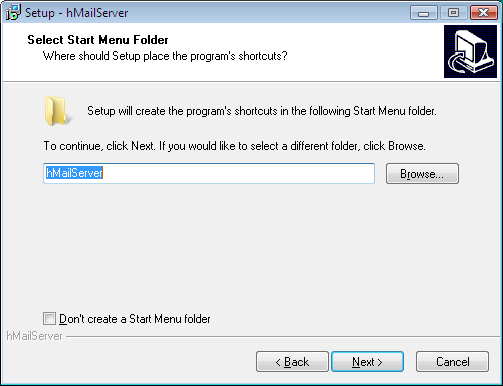 Setup - hMailServer
Select Start Menu Folder
Where should Setup place the program's shortcuts?
Setup will create the program's shortcuts in the following Start Menu folder.
To continue, click Next. If you would like to select a different folder, click Browse.
hMailServer
Browse...
Don't create a Start Menu folder
hMailServer
< Back
Next >
Cancel